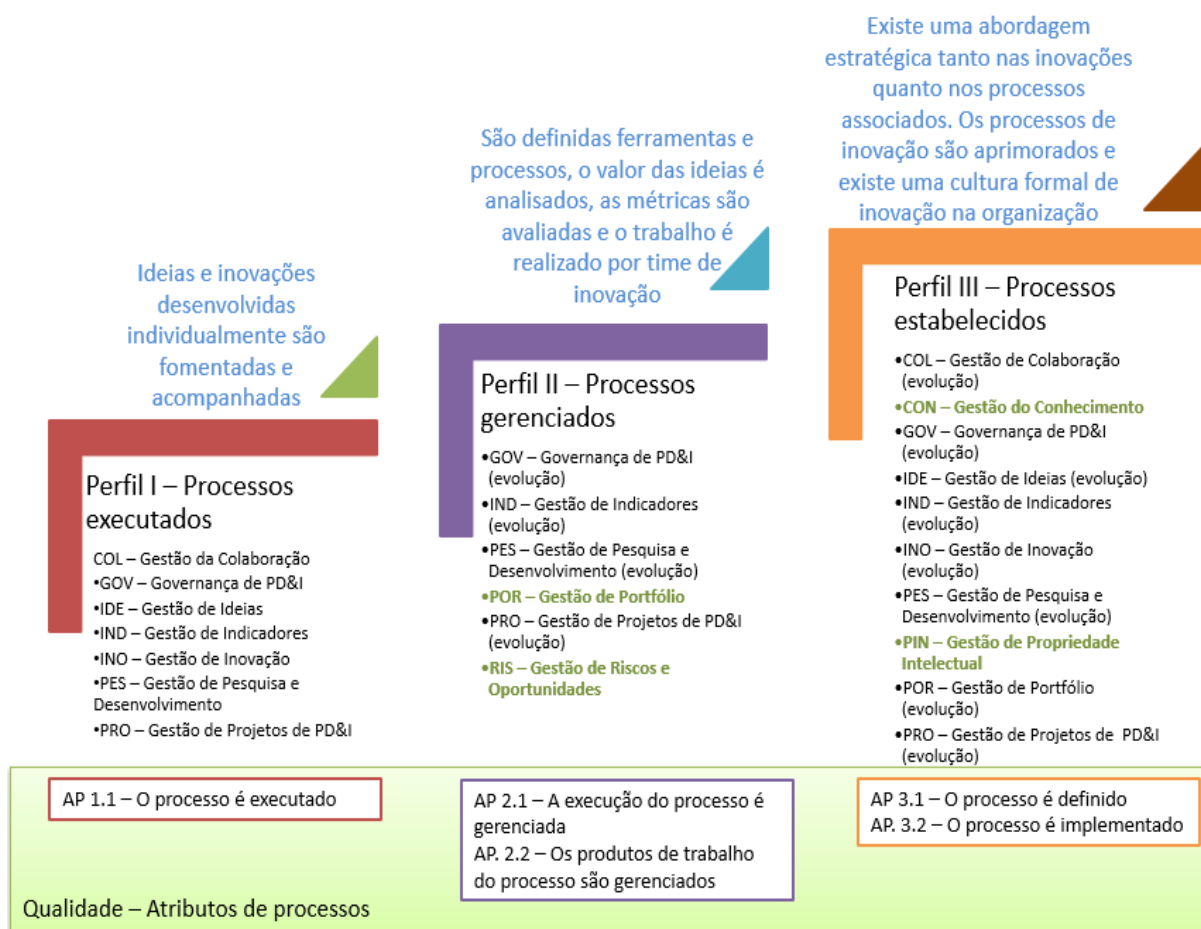 Ideias e inovações
desenvolvidas
individualmente são
fomentadas e
acompanhadas
Perfil I – Processos
executados
COL – Gestão da Colaboração
•GOV – Governança de PD&I
•IDE – Gestão de Ideias
•IND – Gestão de Indicadores
•INO – Gestão de Inovação
•PES – Gestão de Pesquisa e
Desenvolvimento
•PRO – Gestão de Projetos de PD&I
São definidas ferramentas e
processos, o valor das ideias é
analisados, as métricas são
avaliadas e o trabalho é
realizado por time de
inovação
Perfil II – Processos
gerenciados
•GOV – Governança de PD&I
(evolução)
•IND – Gestão de Indicadores
(evolução)
•PES – Gestão de Pesquisa e
Desenvolvimento (evolução)
•POR – Gestão de Portfólio
•PRO – Gestão de Projetos de PD&I
(evolução)
•RIS – Gestão de Riscos e
Oportunidades
Existe uma abordagem
estratégica tanto nas inovações
quanto nos processos
associados. Os processos de
inovação são aprimorados e
existe uma cultura formal de
inovação na organização
Perfil III – Processos
estabelecidos
•COL – Gestão de Colaboração
(evolução)
•CON – Gestão do Conhecimento
•GOV – Governança de PD&I
(evolução)
•IDE – Gestão de Ideias (evolução)
•IND – Gestão de Indicadores
(evolução)
•INO – Gestão de Inovação
(evolução)
•PES – Gestão de Pesquisa e
Desenvolvimento (evolução)
•PIN – Gestão de Propriedade
Intelectual
•POR – Gestão de Portfólio
(evolução)
•PRO – Gestão de Projetos de PD&I
(evolução)
AP 1.1 – O processo é executado
AP 2.1 – A execução do processo é
gerenciada
AP. 2.2 – Os produtos de trabalho
do processo são gerenciados
AP 3.1 – O processo é definido
AP. 3.2 – O processo é implementado
Qualidade – Atributos de processos